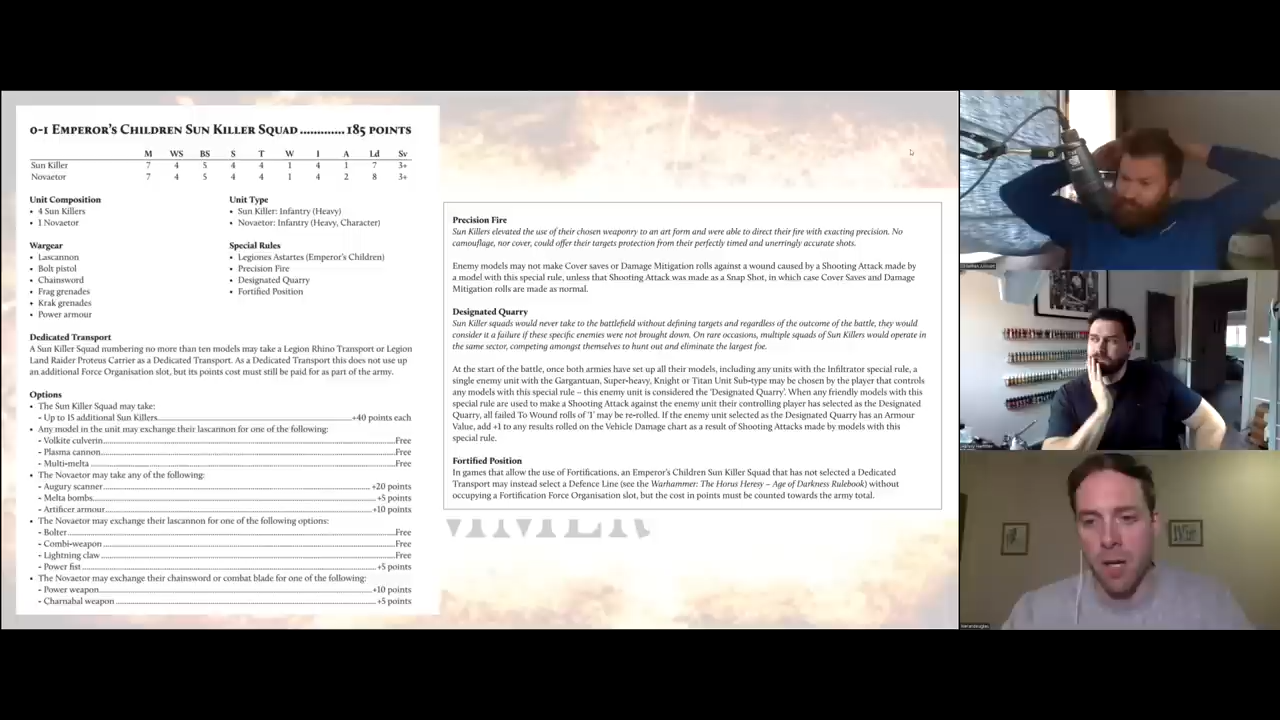 0-1 Emperor's Children Sun Killer Squad ............. 185 points
M WS BS S T W I A Ld Sv
Sun Killer 7 4 5 4 4 1 4 1 7 3+
Novaetor 7 4 5 4 4 1 4 2 8 3+
Unit Composition
• 4 Sun Killers
• 1 Novaetor
Unit Type
• Sun Killer: Infantry (Heavy)
• Novaetor: Infantry (Heavy, Character)
Wargear
• Lascannon
• Bolt pistol
• Chainsword
• Frag grenades
• Krak grenades
• Power armour
Special Rules
• Legiones Astartes (Emperor's Children)
• Precision Fire
• Designated Quarry
• Fortified Position
Dedicated Transport
A Sun Killer Squad numbering no more than ten models may take a Legion Rhino Transport or Legion
Land Raider Proteus Carrier as a Dedicated Transport. As a Dedicated Transport this does not use up
an additional Force Organisation slot, but its points cost must still be paid for as part of the army.
Options
• The Sun Killer Squad may take:
- Up to 15 additional Sun Killers +40 points each
• Any model in the unit may exchange their lascannon for one of the following:
- Volkite culverin Free
- Plasma cannon Free
- Multi-melta Free
• The Novaetor may take any of the following:
- Augury scanner +20 points
- Melta bombs +5 points
- Artificer armour +10 points
• The Novaetor may exchange their lascannon for one of the following options:
- Bolter Free
- Combi-weapon Free
- Lightning claw Free
- Power fist +5 points
• The Novaetor may exchange their chainsword or combat blade for one of the following:
- Power weapon +10 points
- Charnabal weapon +5 points
Precision Fire
Sun Killers elevated the use of their chosen weaponry to an art form and were able to direct their fire with exacting precision. No
camouflage, nor cover, could offer their targets protection from their perfectly timed and unerringly accurate shots.
Enemy models may not make Cover saves or Damage Mitigation rolls against a wound caused by a Shooting Attack made by
a model with this special rule, unless that Shooting Attack was made as a Snap Shot, in which case Cover Saves and Damage
Mitigation rolls are made as normal.
Designated Quarry
Sun Killer squads would never take to the battlefield without defining targets and regardless of the outcome of the battle, they would
consider it a failure if these specific enemies were not brought down. On rare occasions, multiple squads of Sun Killers would operate in
the same sector, competing amongst themselves to hunt out and eliminate the largest foe.
At the start of the battle, once both armies have set up all their models, including any units with the Infiltrator special rule, a
single enemy unit with the Gargantuan, Super-heavy, Knight or Titan Unit Sub-type may be chosen by the player that controls
any models with this special rule – this enemy unit is considered the 'Designated Quarry'. When any friendly models with this
special rule are used to make a Shooting Attack against the enemy unit their controlling player has selected as the Designated
Quarry, all failed To Wound rolls of '1' may be re-rolled. If the enemy unit selected as the Designated Quarry has an Armour
Value, add +1 to any results rolled on the Vehicle Damage chart as a result of Shooting Attacks made by models with this
special rule.
Fortified Position
In games that allow the use of Fortifications, an Emperor's Children Sun Killer Squad that has not selected a Dedicated
Transport may instead select a Defence Line (see the Warhammer: The Horus Heresy – Age of Darkness Rulebook) without
occupying a Fortification Force Organisation slot, but the cost in points must be counted towards the army total.